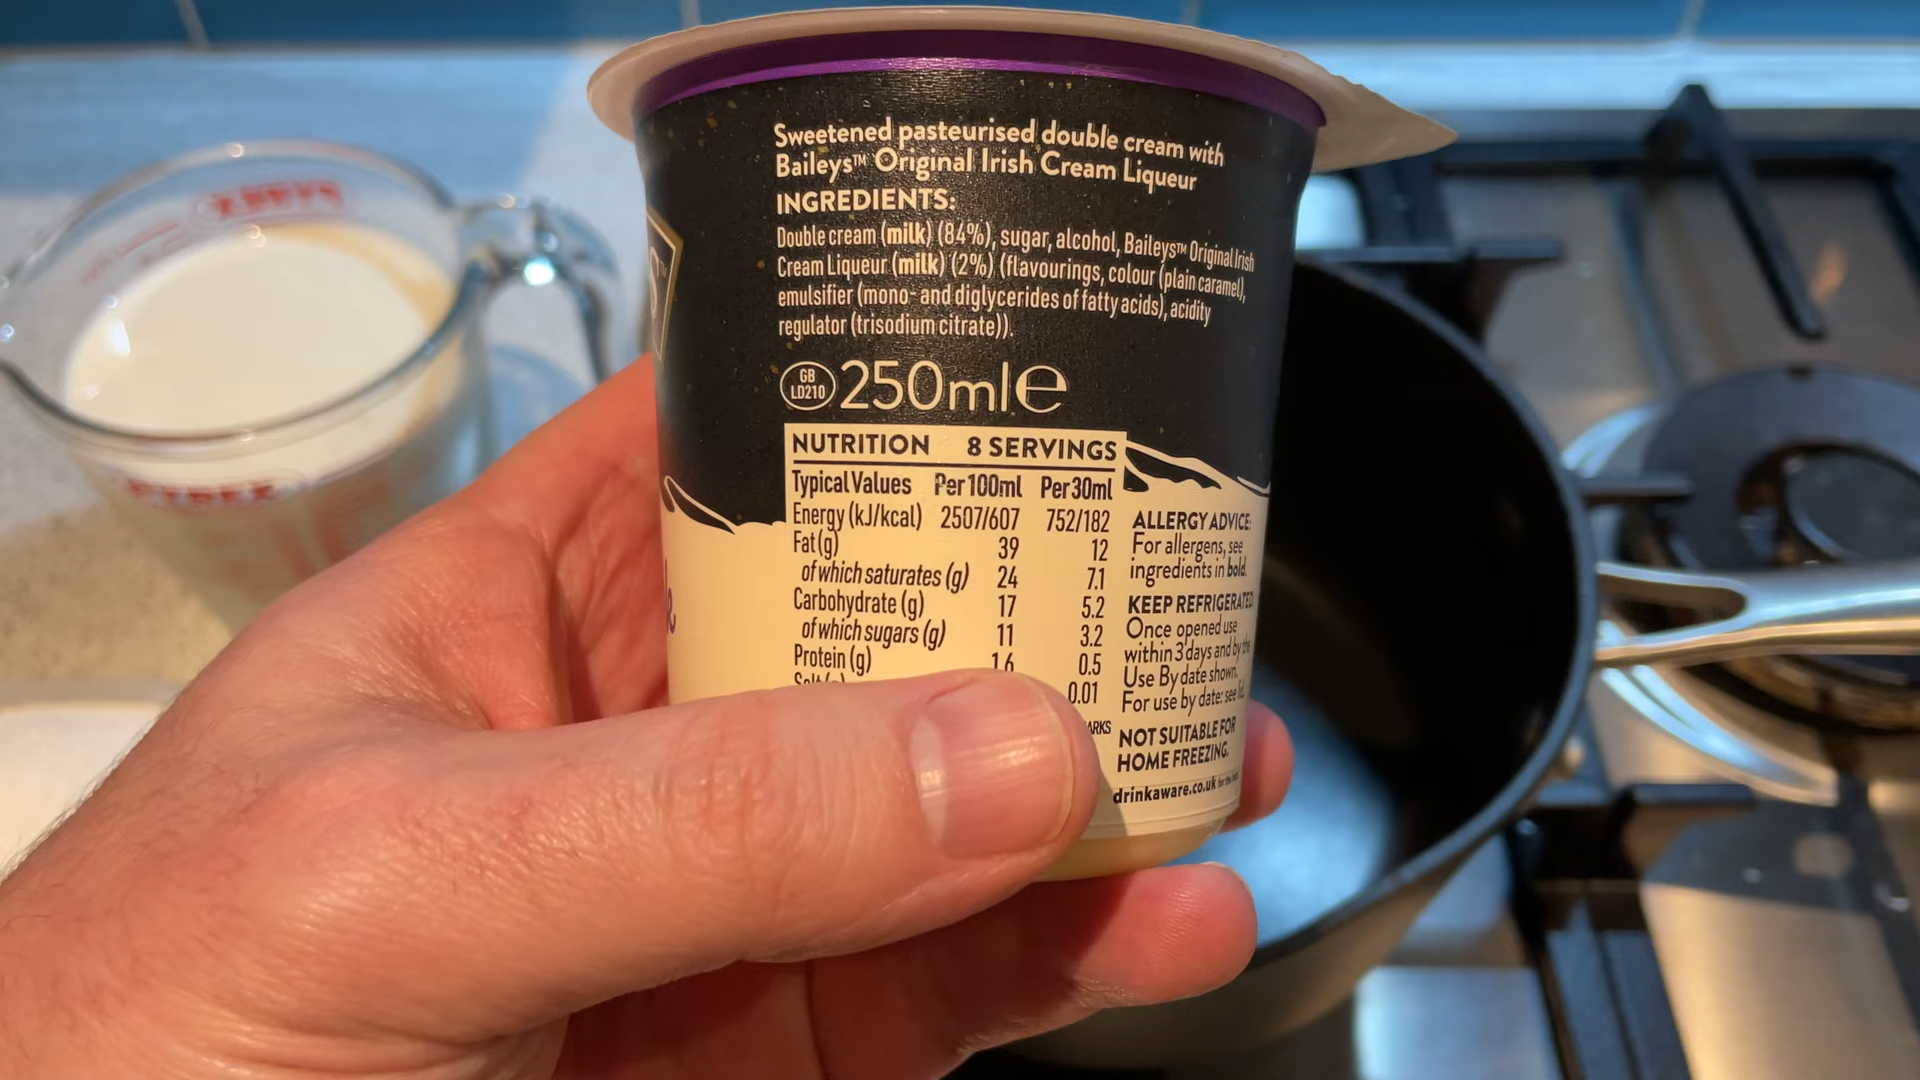 Sweetened pasteurised double cream with
Baileys™ Original Irish Cream Liqueur
INGREDIENTS:
Double cream (milk) (84%), sugar, alcohol, Baileys™ Original Irish
Cream Liqueur (milk) (2%) (flavourings, colour (plain caramel),
emulsifier (mono- and diglycerides of fatty acids), acidity
regulator (trisodium citrate)).
GB
LD210
250ml℮
NUTRITION 8 SERVINGS
Typical Values Per 100ml Per 30ml
Energy (kJ/kcal) 2507/607 752/182
Fat (g) 39 12
of which saturates (g) 24 7.1
Carbohydrate (g) 17 5.2
of which sugars (g) 11 3.2
Protein (g) 1.6 0.5
0.01
ALLERGY ADVICE:
For allergens, see
ingredients in bold.
KEEP REFRIGERATED
Once opened use
within 3 days and by the
Use By date shown.
For use by date: see lid.
NOT SUITABLE FOR
HOME FREEZING.
drinkaware.co.uk
PYREX